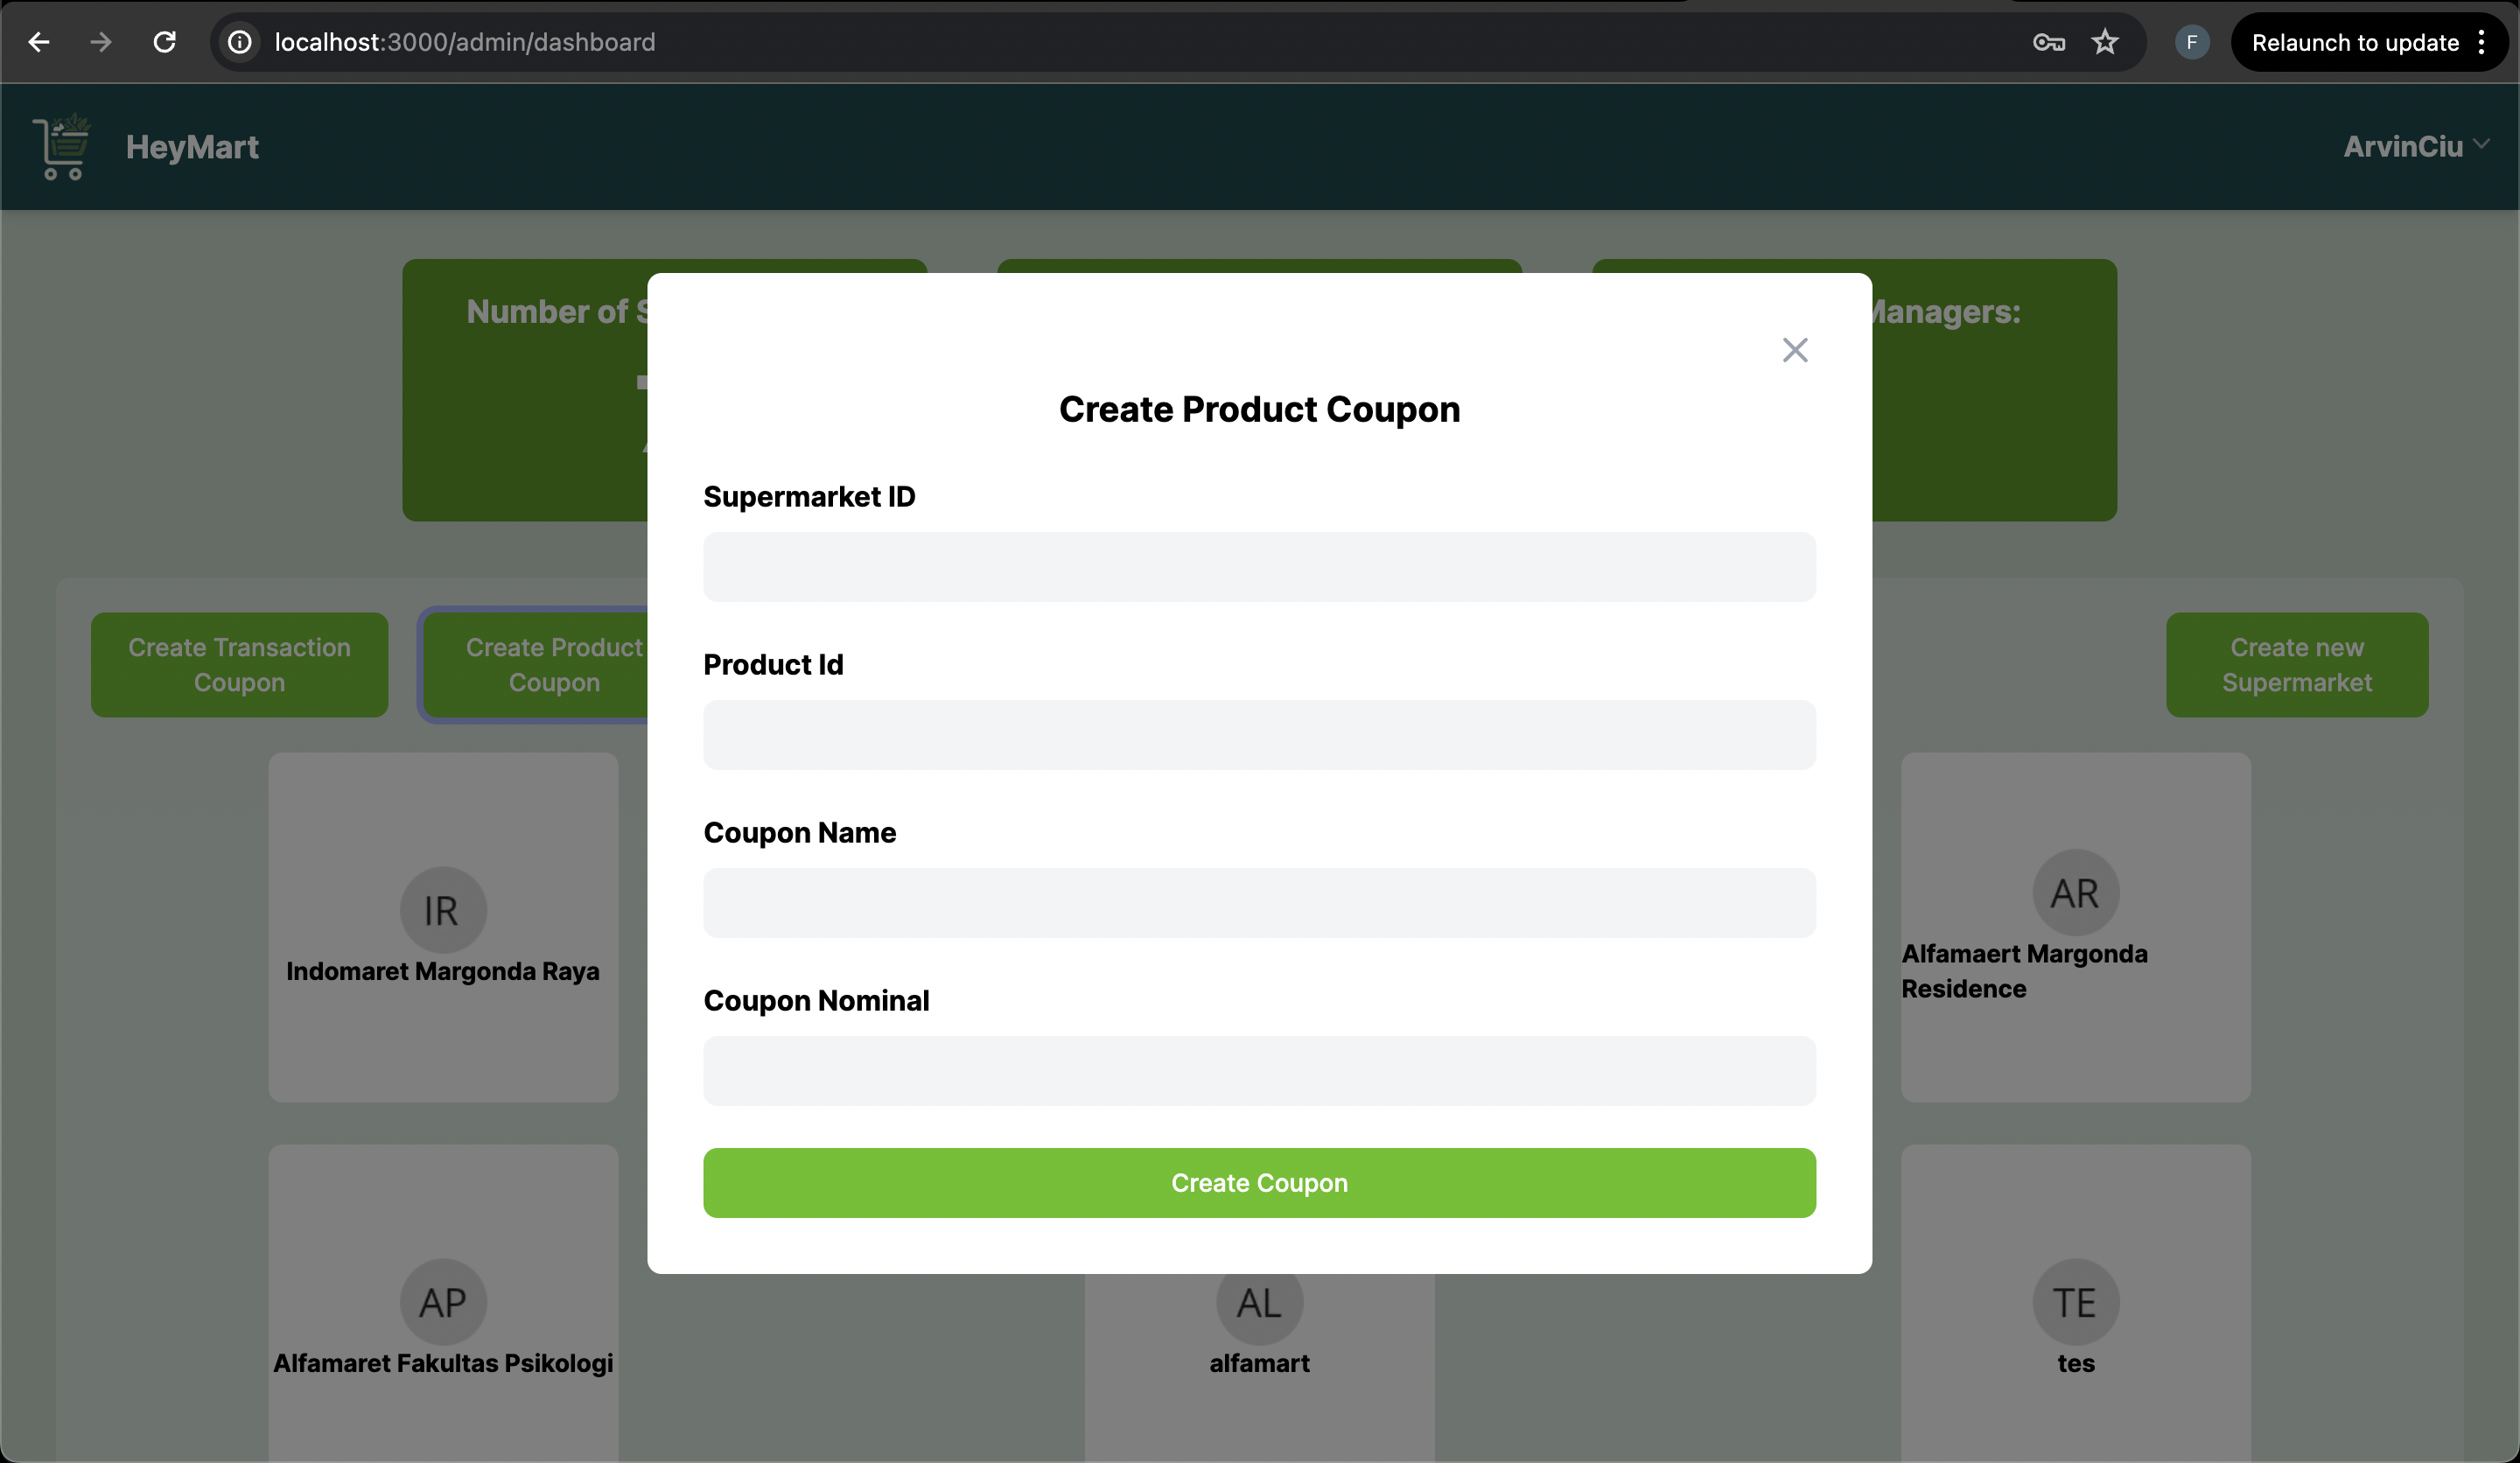 localhost:3000/admin/dashboard
F
Relaunch to update
HeyMart
ArvinCiu
Number of
Managers:
Create Product Coupon
Supermarket ID
Product Id
Coupon Name
Coupon Nominal
Create Coupon
Create Transaction
Coupon
Create Product
Coupon
Create new
Supermarket
IR
Indomaret Margonda Raya
AR
Alfamaert Margonda
Residence
AP
Alfamaret Fakultas Psikologi
AL
alfamart
TE
tes